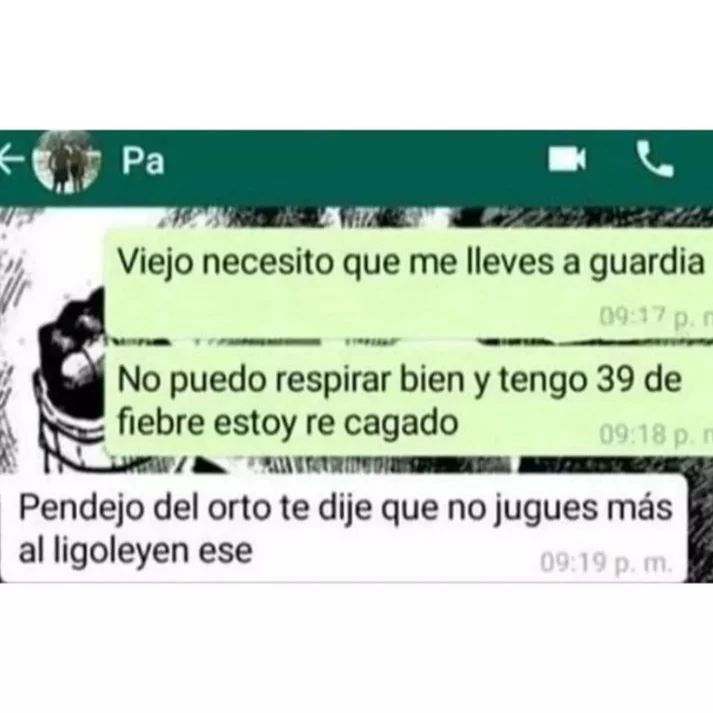 Pa
Viejo necesito que me lleves a guardia
09:17 p.
No puedo respirar bien y tengo 39 de
fiebre estoy re cagado
09:18 p.
Pendejo del orto te dije que no jugues más
al ligoleyen ese
09:19 p. m.